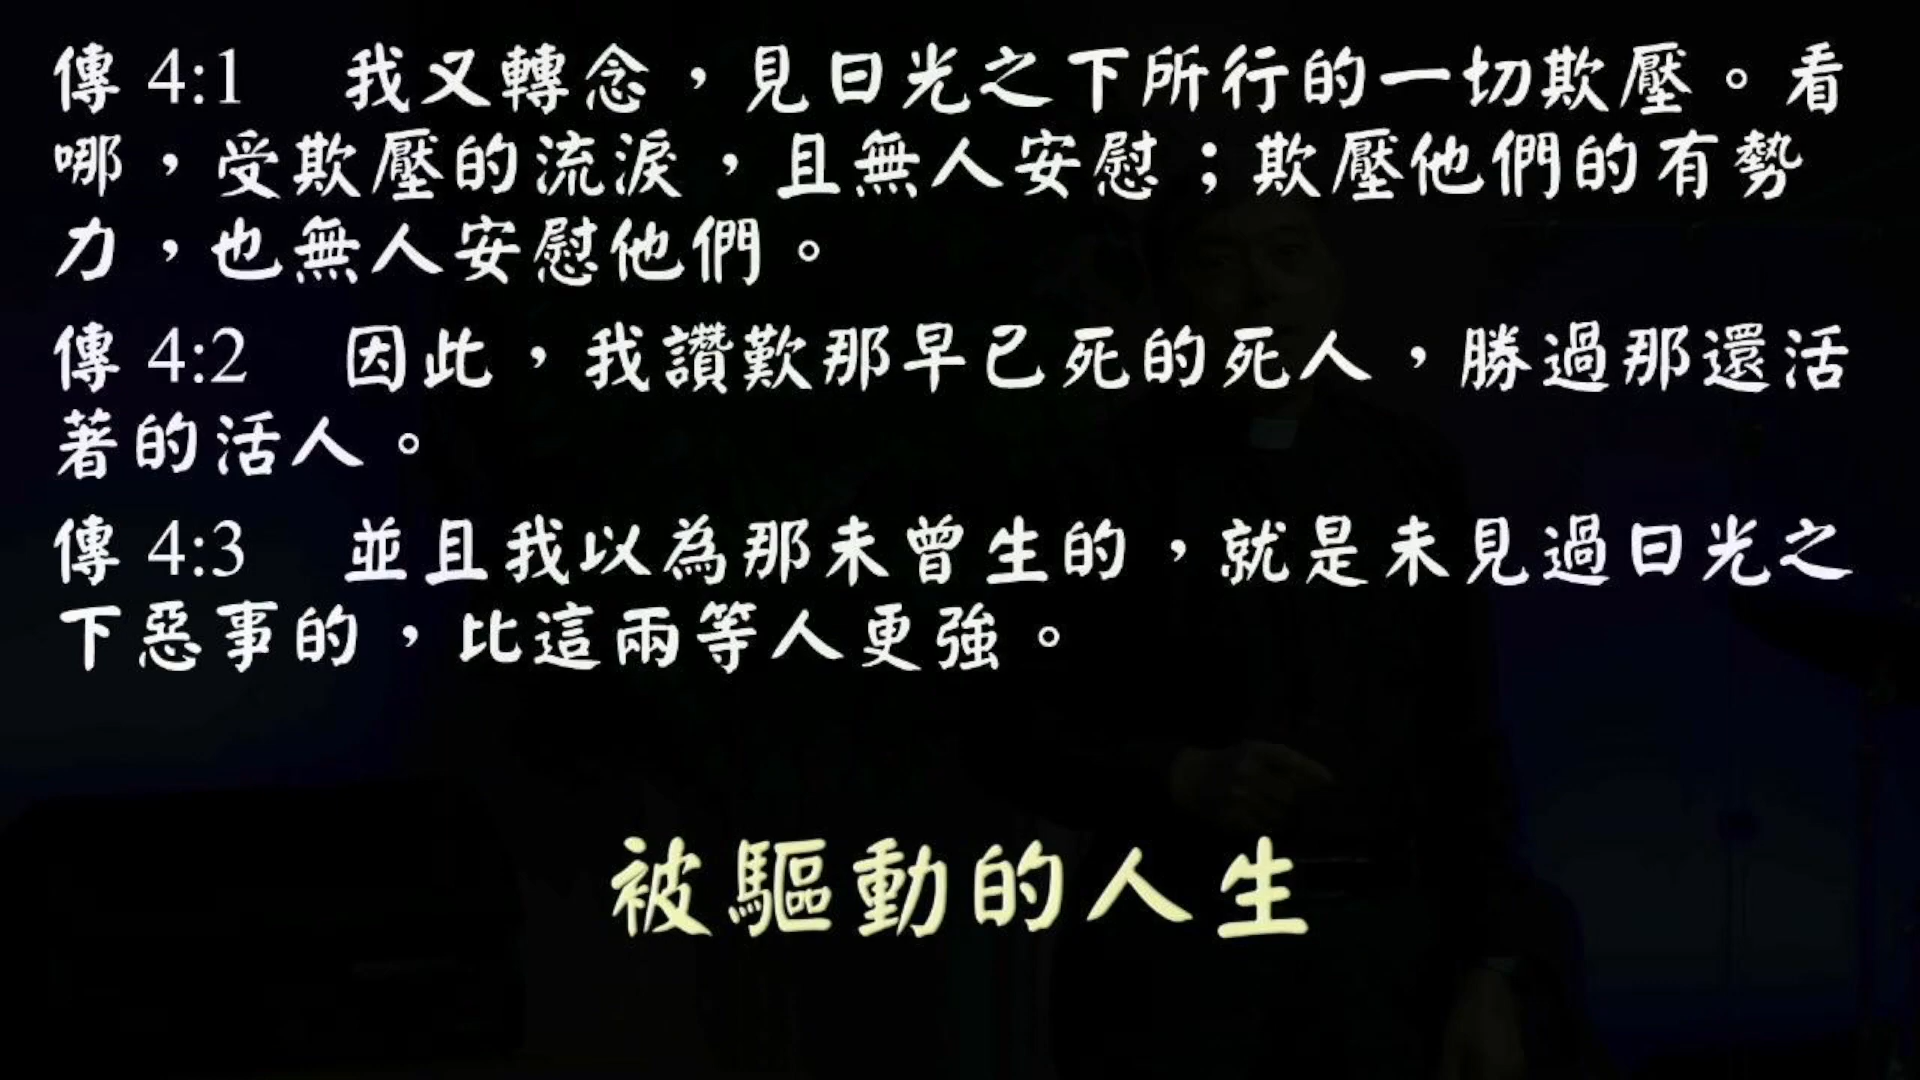 傳 4:1　我又轉念，見日光之下所行的一切欺壓。看
哪，受欺壓的流淚，且無人安慰；欺壓他們的有勢
力，也無人安慰他們。
傳 4:2　因此，我讚歎那早已死的死人，勝過那還活
著的活人。
傳 4:3　並且我以為那未曾生的，就是未見過日光之
下惡事的，比這兩等人更強。
被驅動的人生